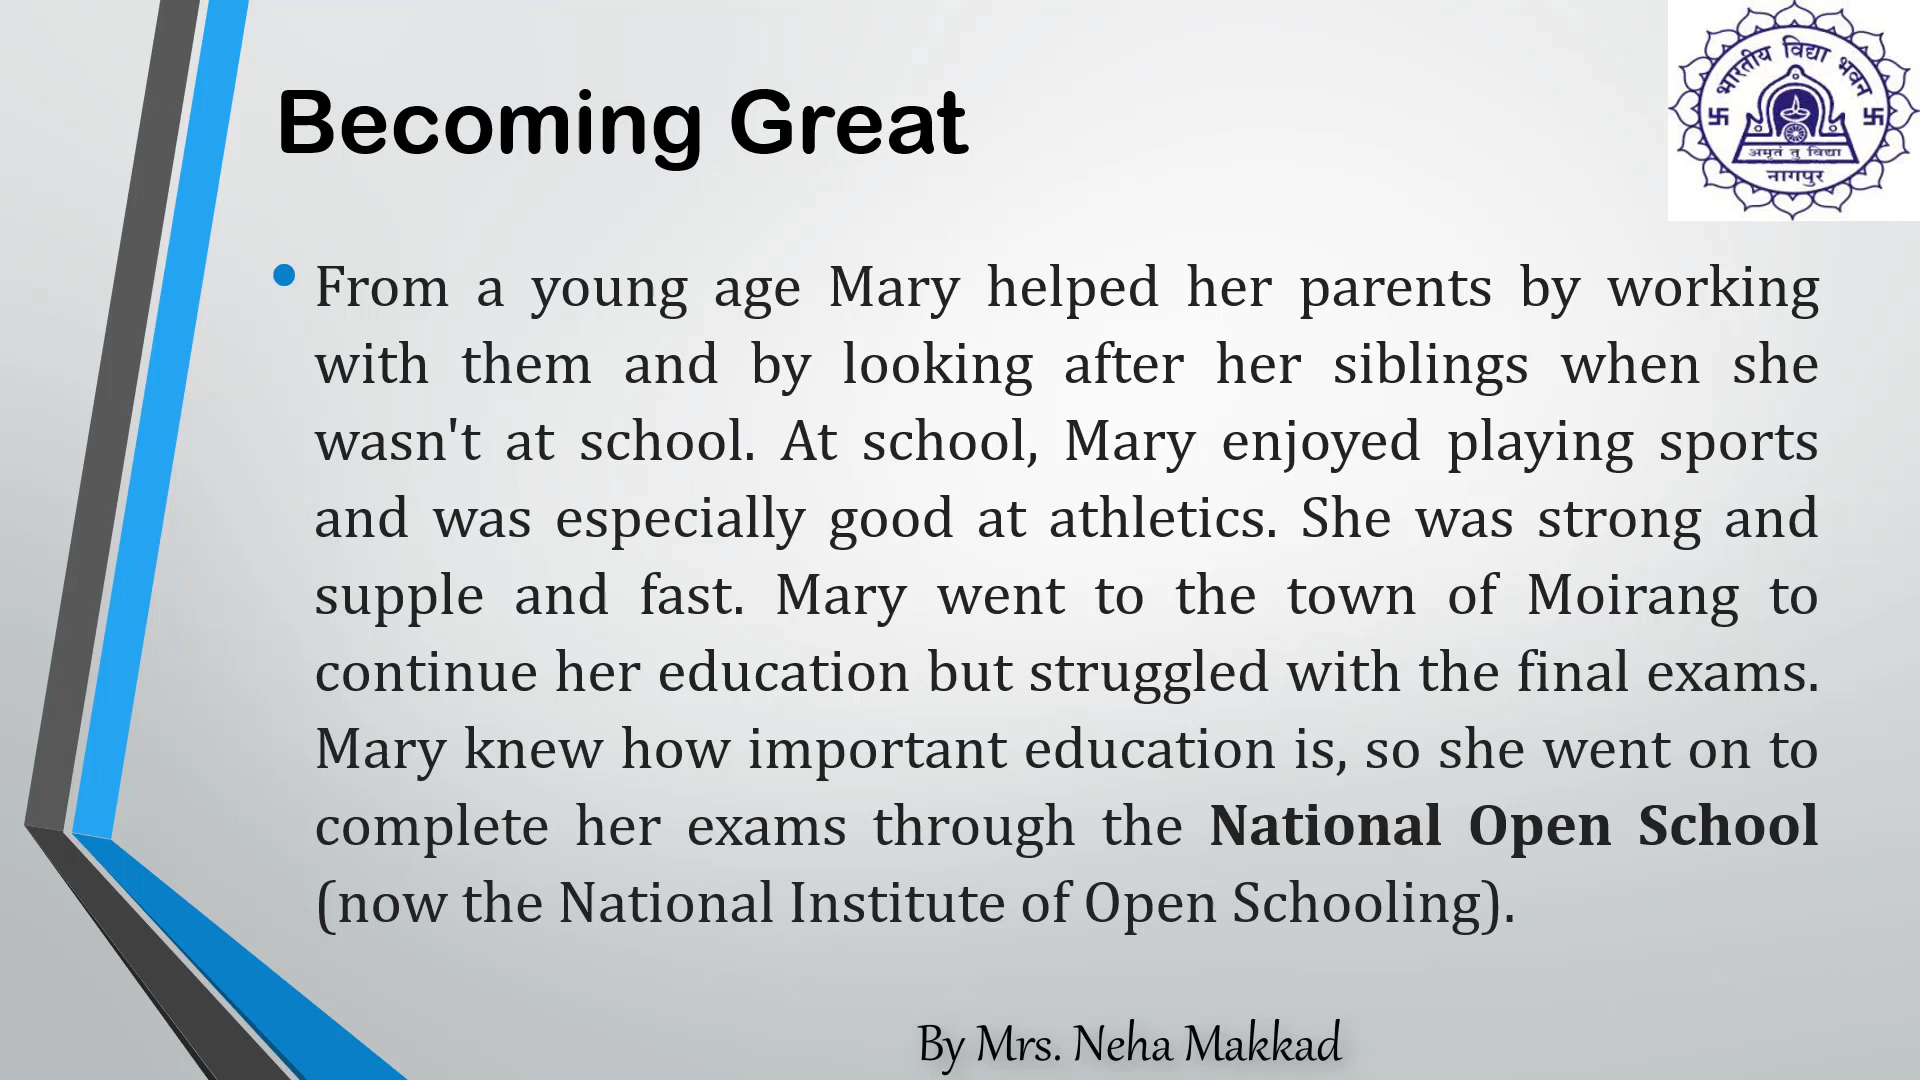 Becoming Great
भारतीय विद्या भवन
अमृतं तु विद्या
नागपुर
• From a young age Mary helped her parents by working
with them and by looking after her siblings when she
wasn't at school. At school, Mary enjoyed playing sports
and was especially good at athletics. She was strong and
supple and fast. Mary went to the town of Moirang to
continue her education but struggled with the final exams.
Mary knew how important education is, so she went on to
complete her exams through the National Open School
(now the National Institute of Open Schooling).
By Mrs. Neha Makkad